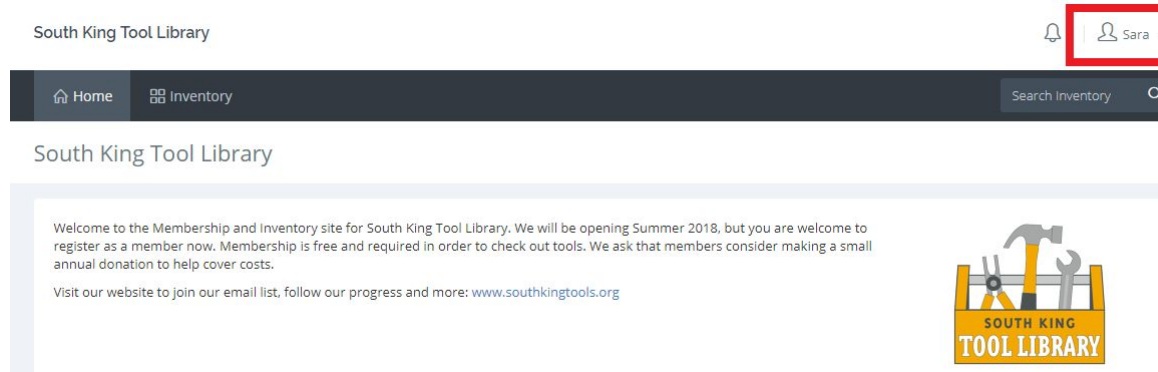 South King Tool Library
Sara
Home
Inventory
Search Inventory
South King Tool Library
Welcome to the Membership and Inventory site for South King Tool Library. We will be opening Summer 2018, but you are welcome to
register as a member now. Membership is free and required in order to check out tools. We ask that members consider making a small
annual donation to help cover costs.
Visit our website to join our email list, follow our progress and more: www.southkingtools.org
SOUTH KING
TOOL LIBRARY